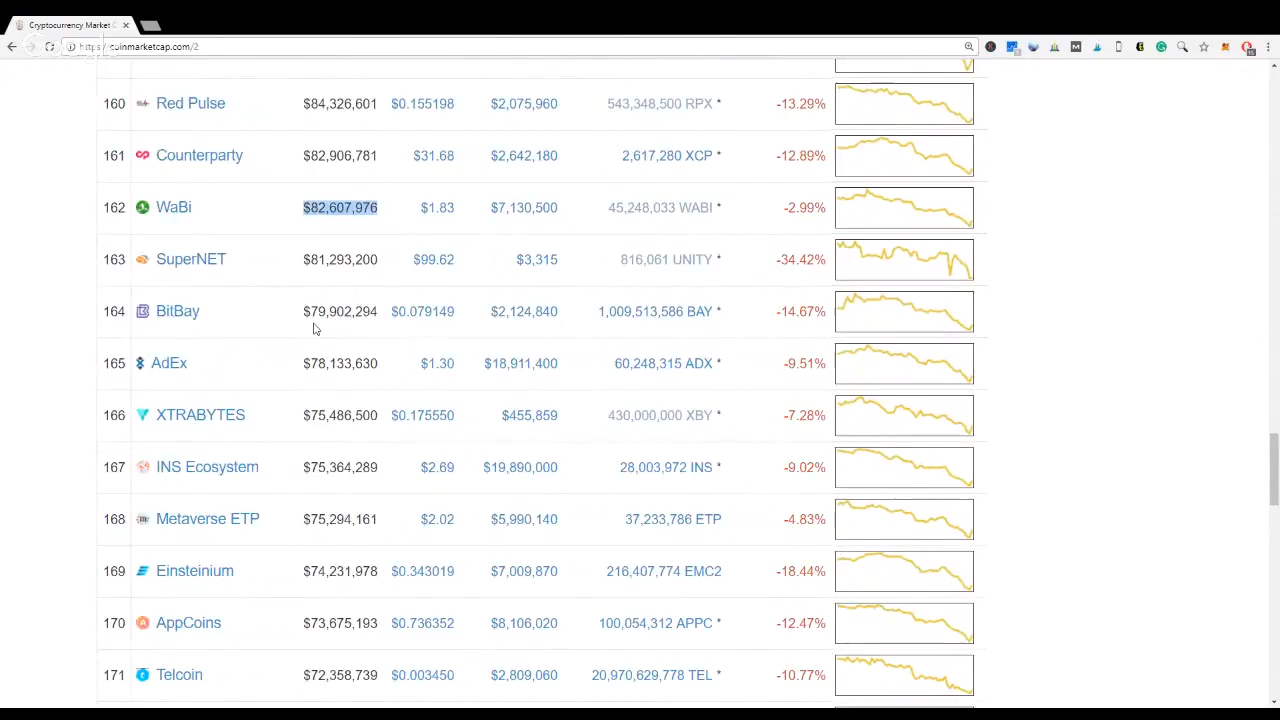 Cryptocurrency Market
https://coinmarketcap.com/2
160 Red Pulse $84,326,601 $0.155198 $2,075,960 543,348,500 RPX * -13.29%
161 Counterparty $82,906,781 $31.68 $2,642,180 2,617,280 XCP * -12.89%
162 WaBi $82,607,976 $1.83 $7,130,500 45,248,033 WABI * -2.99%
163 SuperNET $81,293,200 $99.62 $3,315 816,061 UNITY * -34.42%
164 BitBay $79,902,294 $0.079149 $2,124,840 1,009,513,586 BAY * -14.67%
165 AdEx $78,133,630 $1.30 $18,911,400 60,248,315 ADX * -9.51%
166 XTRABYTES $75,486,500 $0.175550 $455,859 430,000,000 XBY * -7.28%
167 INS Ecosystem $75,364,289 $2.69 $19,890,000 28,003,972 INS * -9.02%
168 Metaverse ETP $75,294,161 $2.02 $5,990,140 37,233,786 ETP -4.83%
169 Einsteinium $74,231,978 $0.343019 $7,009,870 216,407,774 EMC2 -18.44%
170 AppCoins $73,675,193 $0.736352 $8,106,020 100,054,312 APPC * -12.47%
171 Telcoin $72,358,739 $0.003450 $2,809,060 20,970,629,778 TEL * -10.77%